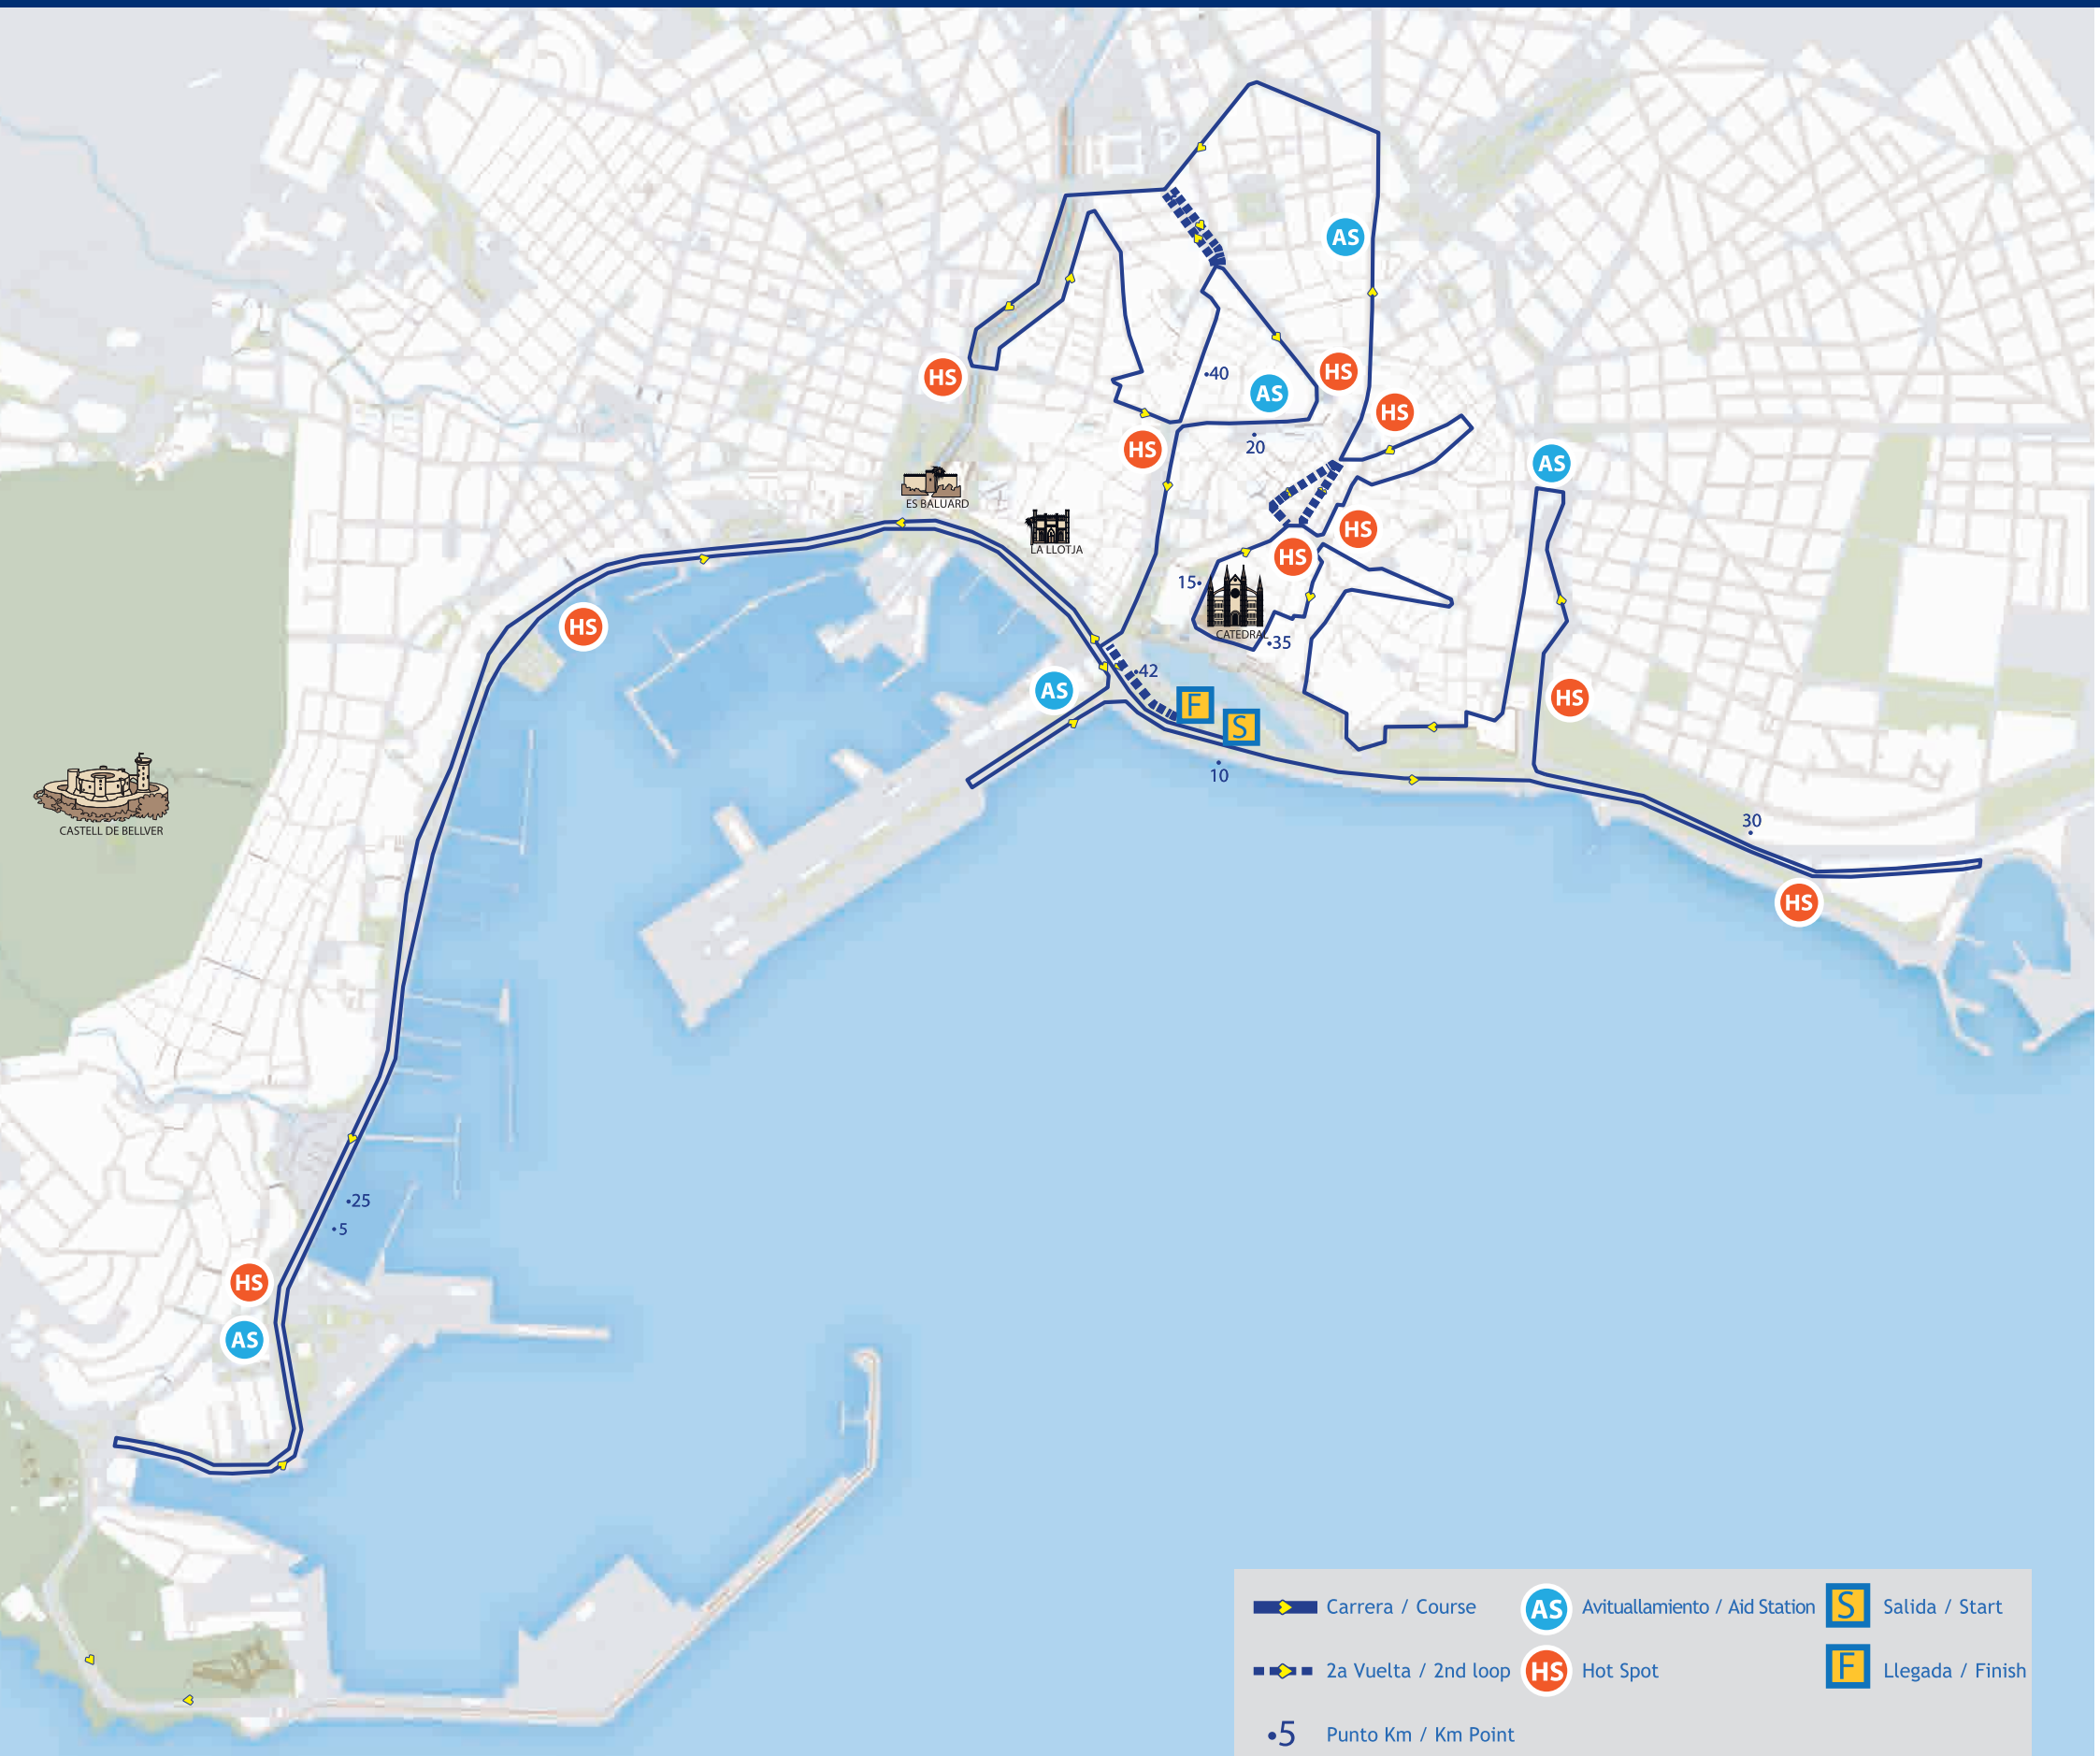 AS
HS
AS
•40
HS
HS
AS
HS
20
AS
ES BALUARD
LA LLOTJA
HS
HS
15•
CATEDRAL
•35
HS
•42
AS
F
S
HS
10
CASTELL DE BELLVER
30
HS
•25
•5
HS
AS
Carrera / Course
AS Avituallamiento / Aid Station
S Salida / Start
2a Vuelta / 2nd loop
HS Hot Spot
F Llegada / Finish
•5 Punto Km / Km Point